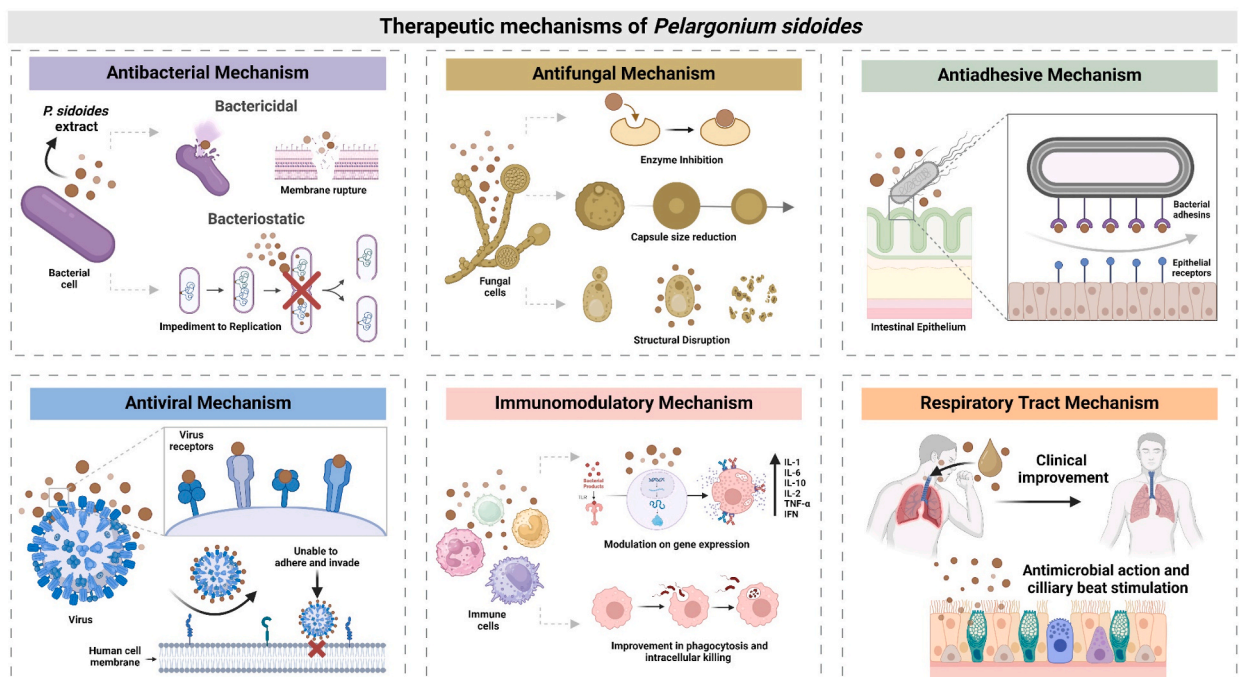 Therapeutic mechanisms of Pelargonium sidoides
Antibacterial Mechanism
P. sidoides
extract
Bactericidal
Membrane rupture
Bacteriostatic
Bacterial
cell
Impediment to Replication
Antifungal Mechanism
Enzyme Inhibition
Capsule size reduction
Fungal
cells
Structural Disruption
Antiadhesive Mechanism
Bacterial
adhesins
Epithelial
receptors
Intestinal Epithelium
Antiviral Mechanism
Virus
receptors
Unable to
adhere and invade
Virus
Human cell
membrane
Immunomodulatory Mechanism
Bacterial
Products
TLR
IL-1
IL-6
IL-10
IL-2
TNF-α
IFN
Modulation on gene expression
Immune
cells
Improvement in phagocytosis and
intracellular killing
Respiratory Tract Mechanism
Clinical
improvement
Antimicrobial action and
cilliary beat stimulation